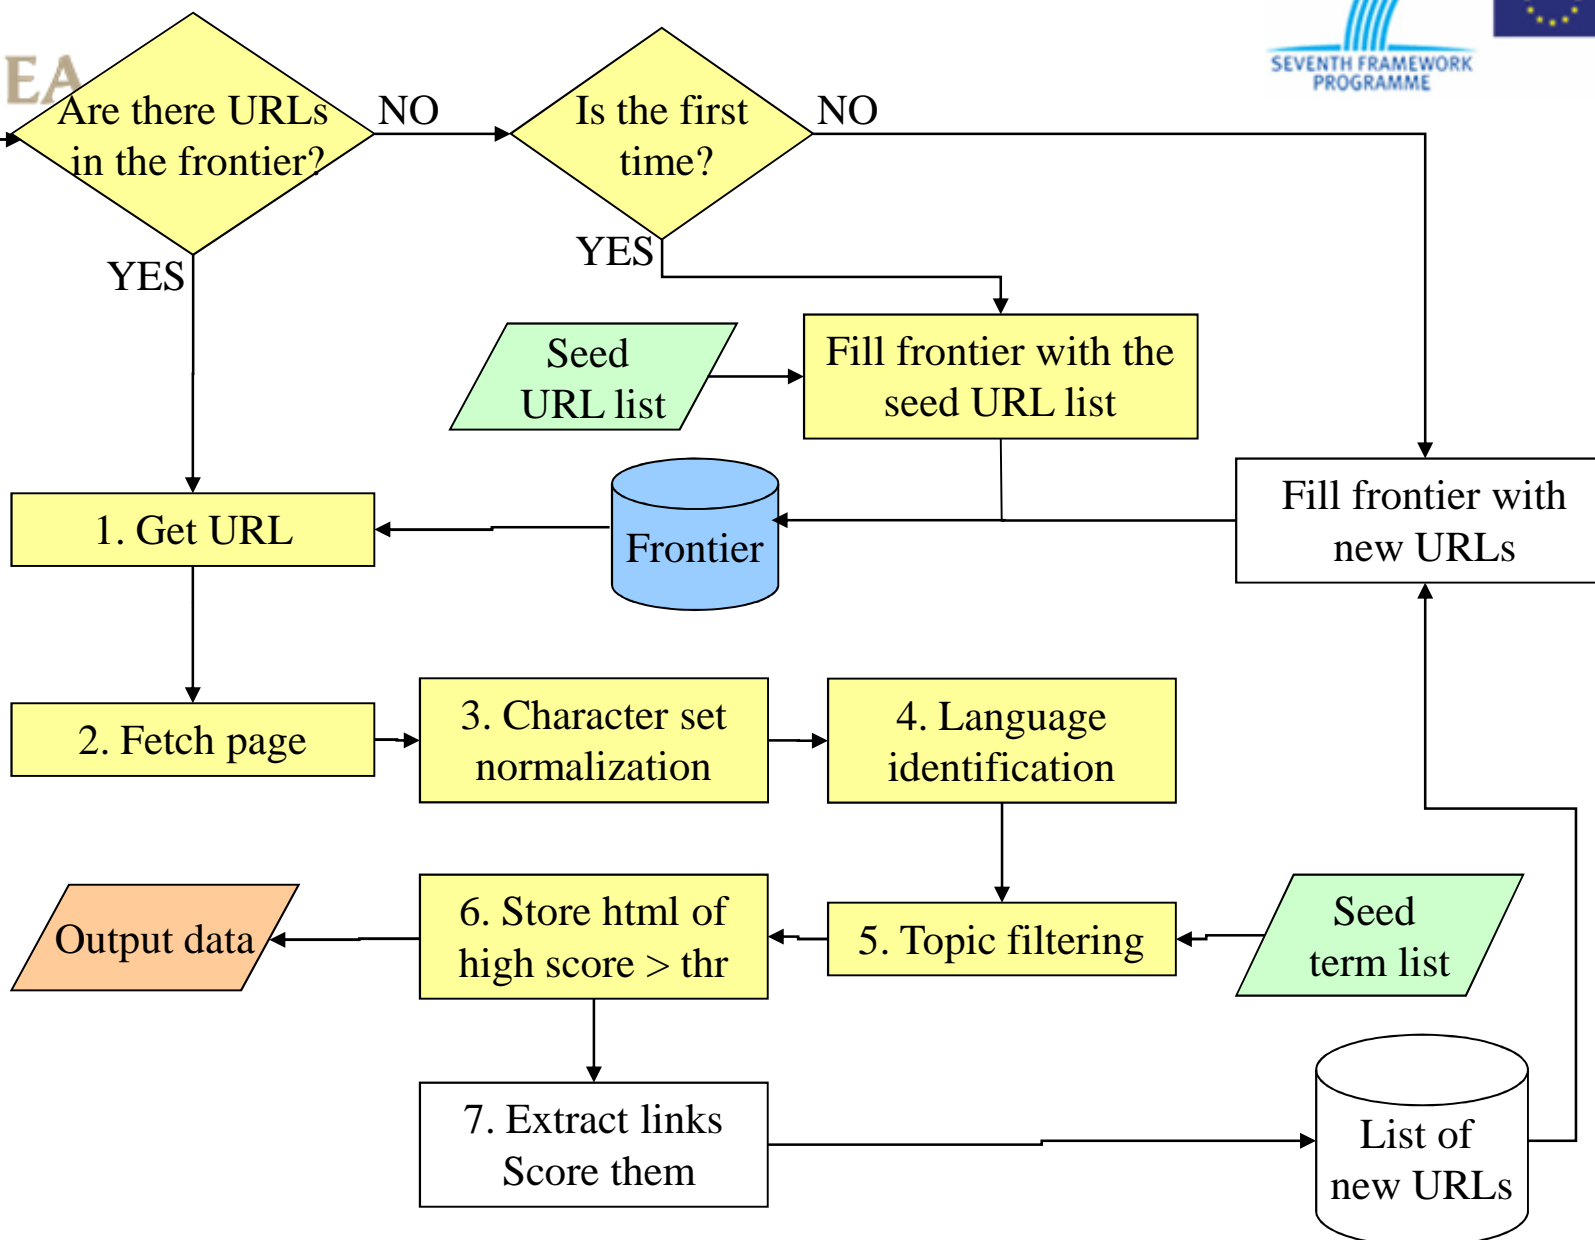 EA
SEVENTH FRAMEWORK
PROGRAMME
Are there URLs
in the frontier?
NO
Is the first
time?
NO
YES
YES
Seed
URL list
Fill frontier with the
seed URL list
1. Get URL
Frontier
Fill frontier with
new URLs
2. Fetch page
3. Character set
normalization
4. Language
identification
Output data
6. Store html of
high score > thr
5. Topic filtering
Seed
term list
7. Extract links
Score them
List of
new URLs